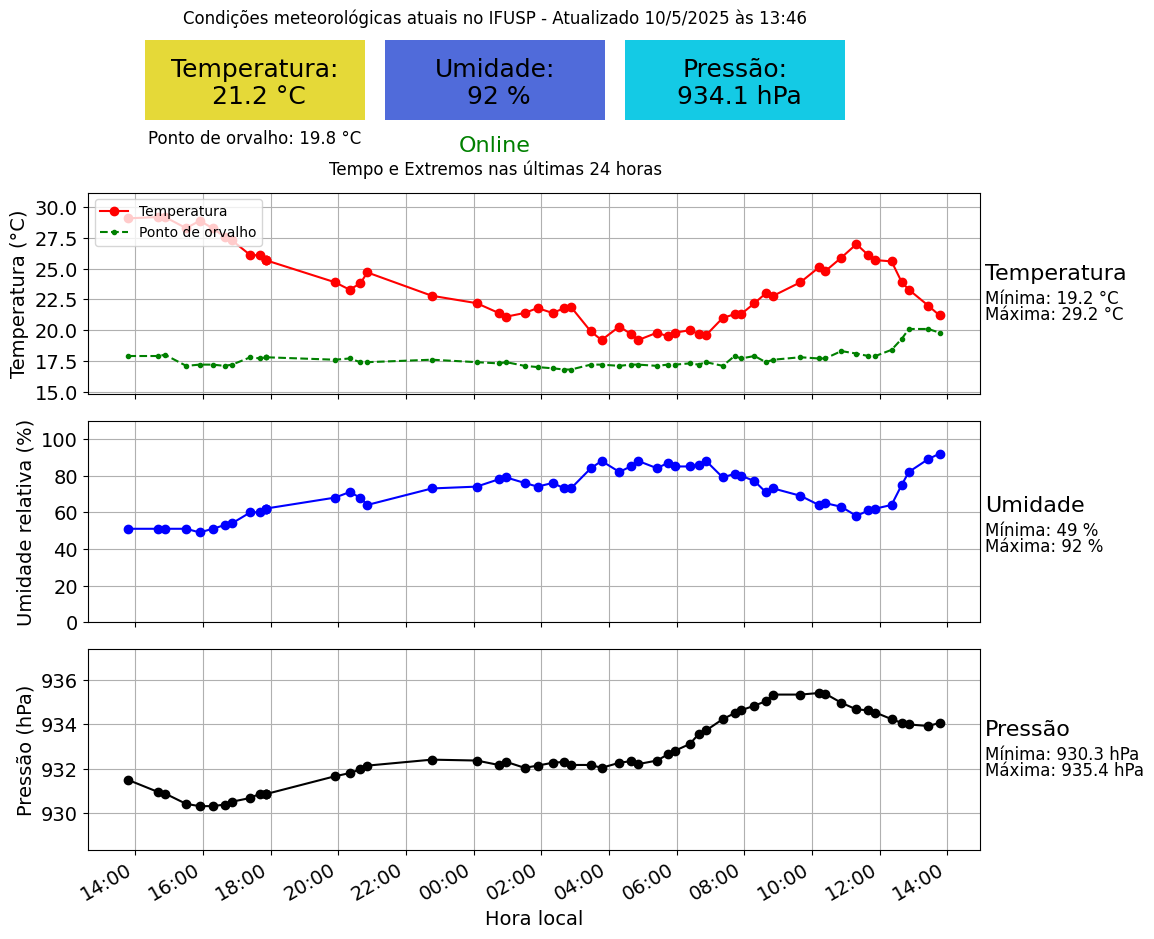 Condições meteorológicas atuais no IFUSP - Atualizado 10/5/2025 às 13:46
Temperatura:
21.2 °C
Umidade:
92 %
Pressão:
934.1 hPa
Ponto de orvalho: 19.8 °C
Online
Tempo e Extremos nas últimas 24 horas
Temperatura (°C)
30.0
27.5
25.0
22.5
20.0
17.5
15.0
Temperatura
Ponto de orvalho
Temperatura
Mínima: 19.2 °C
Máxima: 29.2 °C
Umidade relativa (%)
100
80
60
40
20
0
Umidade
Mínima: 49 %
Máxima: 92 %
Pressão (hPa)
936
934
932
930
Pressão
Mínima: 930.3 hPa
Máxima: 935.4 hPa
14:00 16:00 18:00 20:00 22:00 00:00 02:00 04:00 06:00 08:00 10:00 12:00 14:00
Hora local